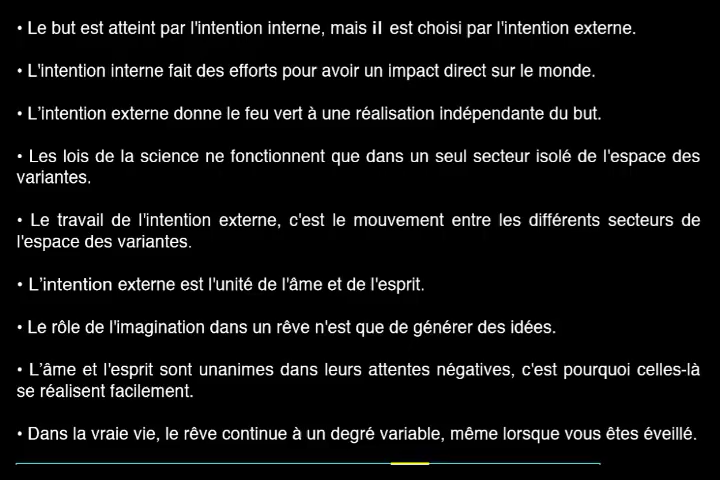 • Le but est atteint par l'intention interne, mais il est choisi par l'intention externe.
• L'intention interne fait des efforts pour avoir un impact direct sur le monde.
• L’intention externe donne le feu vert à une réalisation indépendante du but.
• Les lois de la science ne fonctionnent que dans un seul secteur isolé de l'espace des
variantes.
• Le travail de l'intention externe, c'est le mouvement entre les différents secteurs de
l'espace des variantes.
• L’intention externe est l'unité de l'âme et de l'esprit.
• Le rôle de l'imagination dans un rêve n'est que de générer des idées.
• L’âme et l'esprit sont unanimes dans leurs attentes négatives, c'est pourquoi celles-là
se réalisent facilement.
• Dans la vraie vie, le rêve continue à un degré variable, même lorsque vous êtes éveillé.